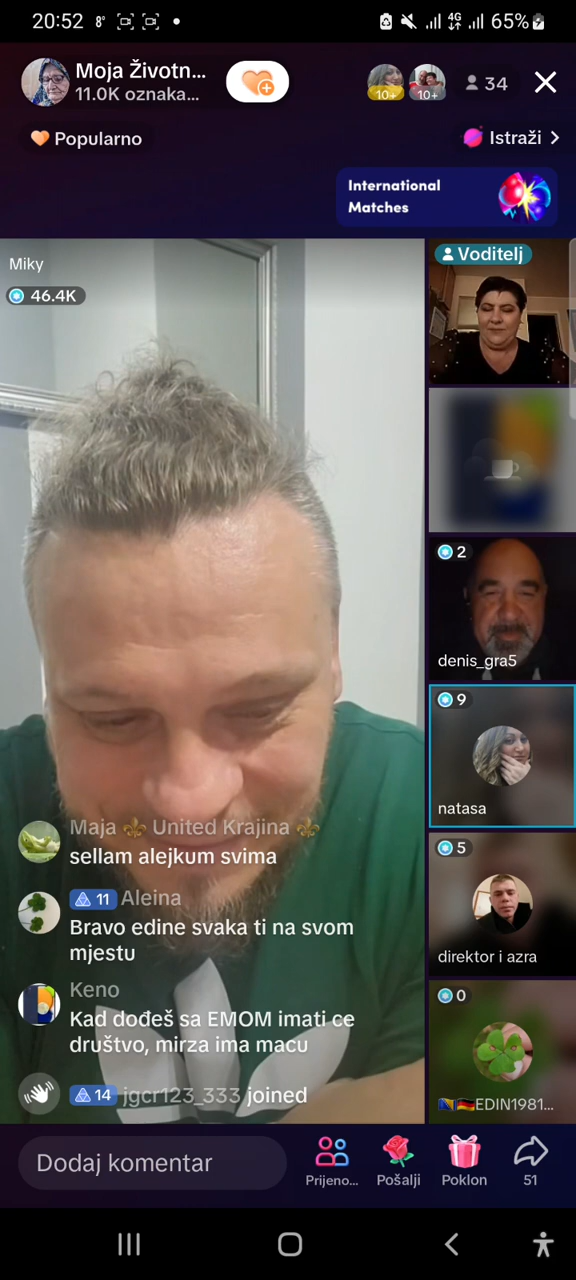 20:52 8° 4G 65%
Moja Životn...
11.0K oznaka...
10+ 10+ 34
Popularno
Istraži
International
Matches
Miky
46.4K
Voditelj
2
denis_gra5
9
natasa
5
direktor i azra
0
EDIN1981...
Maja ⚜️ United Krajina ⚜️
sellam alejkum svima
11 Aleina
Bravo edine svaka ti na svom
mjestu
Keno
Kad dođeš sa EMOM imati ce
društvo, mirza ima macu
14 jgcr123_333 joined
Dodaj komentar
Prijeno...
Pošalji
Poklon
51